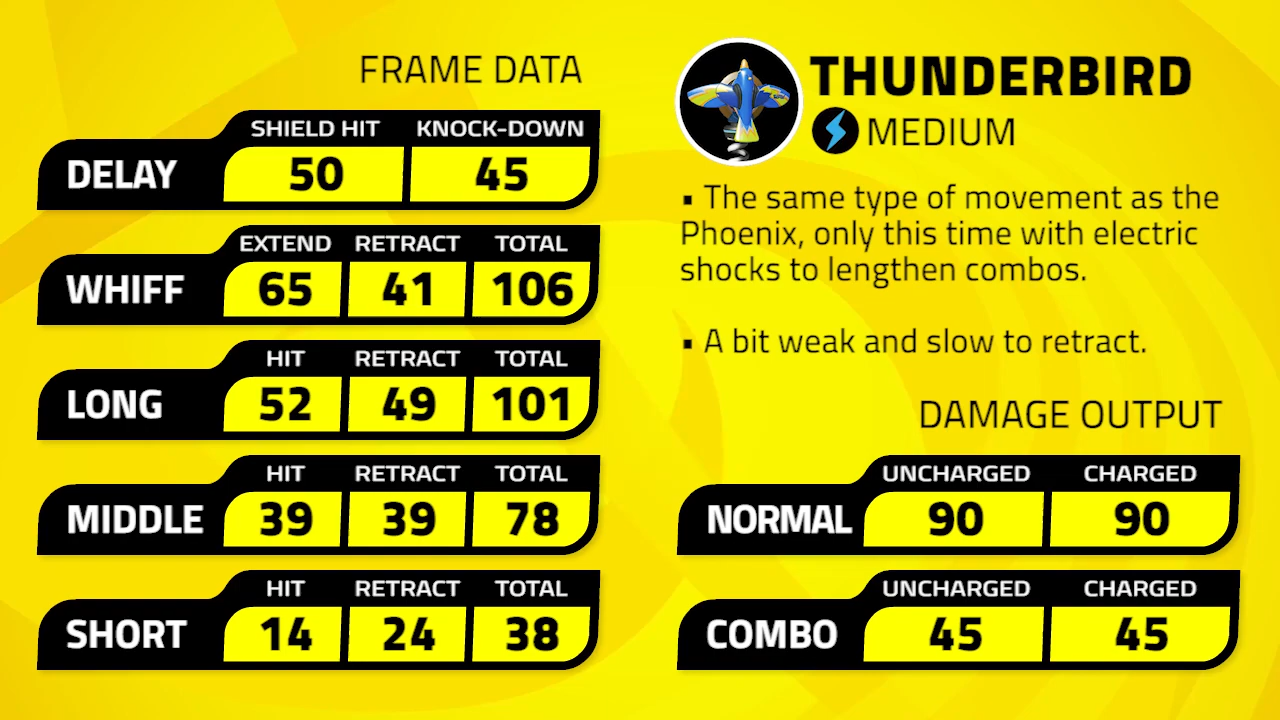 FRAME DATA
SHIELD HIT KNOCK-DOWN
DELAY 50 45
EXTEND RETRACT TOTAL
WHIFF 65 41 106
HIT RETRACT TOTAL
LONG 52 49 101
HIT RETRACT TOTAL
MIDDLE 39 39 78
HIT RETRACT TOTAL
SHORT 14 24 38
THUNDERBIRD
MEDIUM
▪ The same type of movement as the
Phoenix, only this time with electric
shocks to lengthen combos.
▪ A bit weak and slow to retract.
DAMAGE OUTPUT
UNCHARGED CHARGED
NORMAL 90 90
UNCHARGED CHARGED
COMBO 45 45